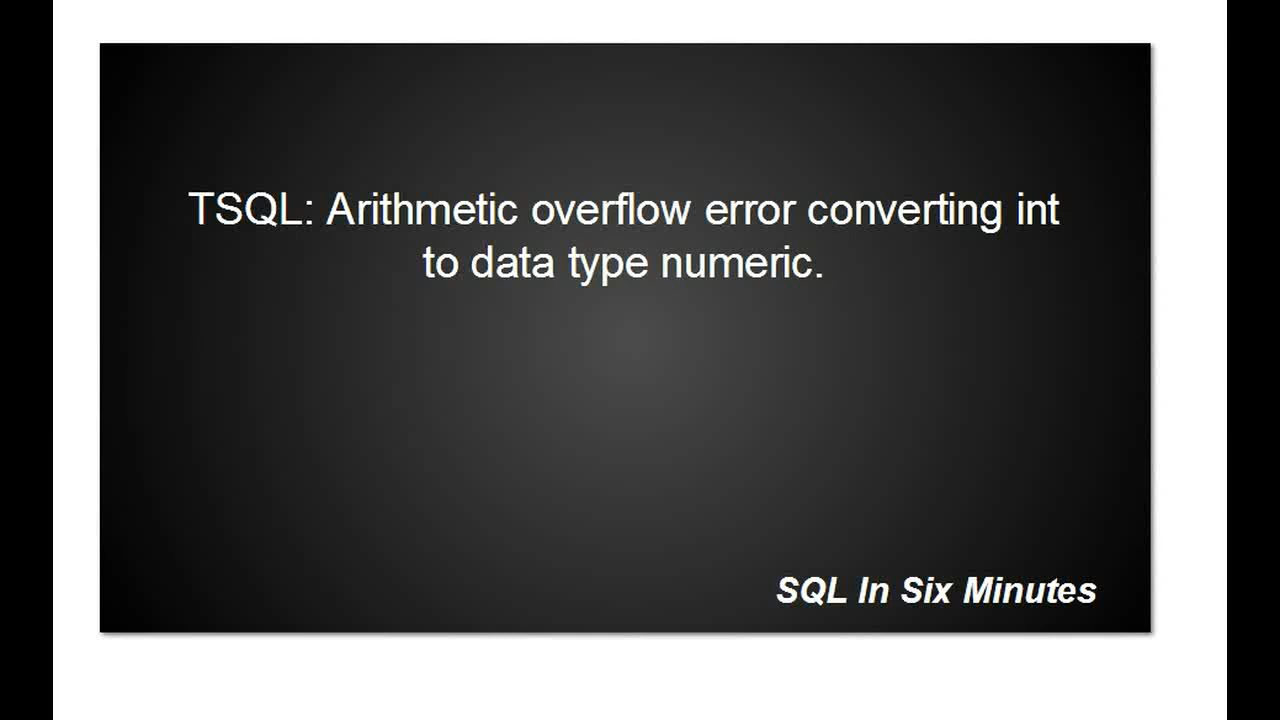 TSQL: Arithmetic overflow error converting int
to data type numeric.
SQL In Six Minutes